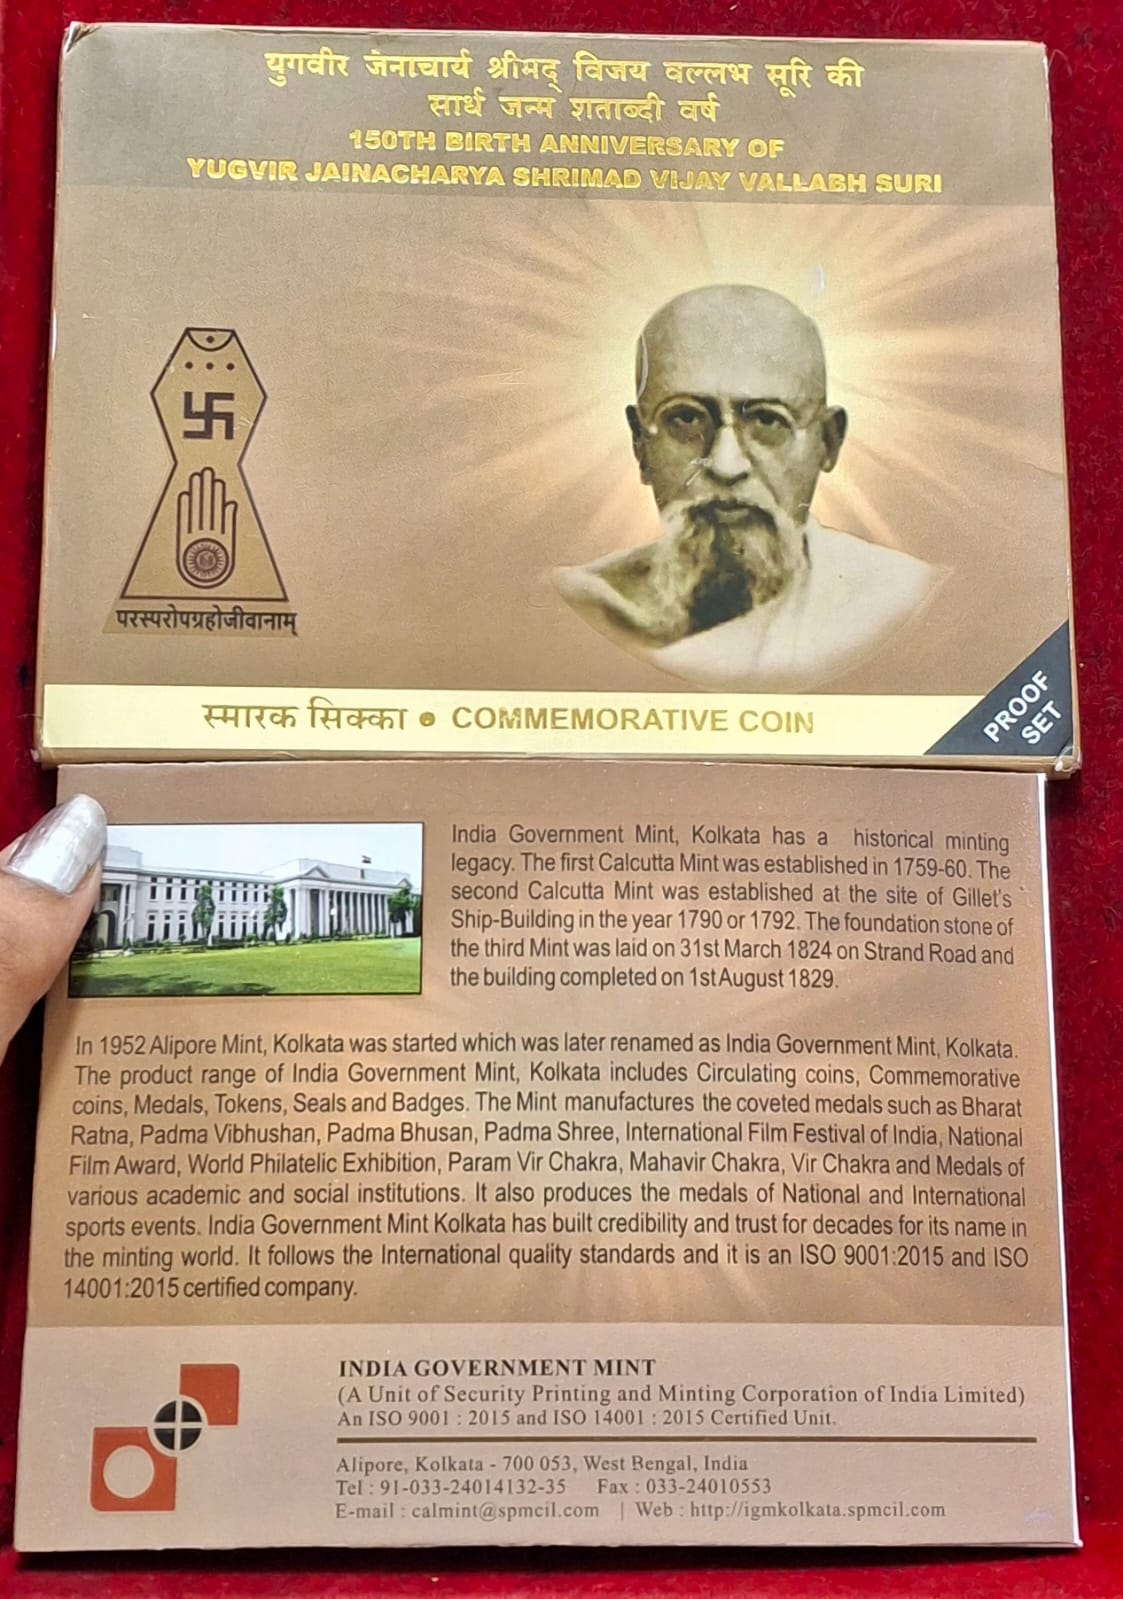 युगवीर जैनाचार्य श्रीमद् विजय वल्लभ सूरि की
सार्ध जन्म शताब्दी वर्ष
150TH BIRTH ANNIVERSARY OF
YUGVIR JAINACHARYA SHRIMAD VIJAY VALLABH SURI
परस्परोपग्रहोजीवानाम्
स्मारक सिक्का • COMMEMORATIVE COIN
PROOF
SET
India Government Mint, Kolkata has a historical minting
legacy. The first Calcutta Mint was established in 1759-60. The
second Calcutta Mint was established at the site of Gillet's
Ship-Building in the year 1790 or 1792. The foundation stone of
the third Mint was laid on 31st March 1824 on Strand Road and
the building completed on 1st August 1829.
In 1952 Alipore Mint, Kolkata was started which was later renamed as India Government Mint, Kolkata.
The product range of India Government Mint, Kolkata includes Circulating coins, Commemorative
coins, Medals, Tokens, Seals and Badges. The Mint manufactures the coveted medals such as Bharat
Ratna, Padma Vibhushan, Padma Bhusan, Padma Shree, International Film Festival of India, National
Film Award, World Philatelic Exhibition, Param Vir Chakra, Mahavir Chakra, Vir Chakra and Medals of
various academic and social institutions. It also produces the medals of National and International
sports events. India Government Mint Kolkata has built credibility and trust for decades for its name in
the minting world. It follows the International quality standards and it is an ISO 9001:2015 and ISO
14001:2015 certified company.
INDIA GOVERNMENT MINT
(A Unit of Security Printing and Minting Corporation of India Limited)
An ISO 9001 : 2015 and ISO 14001 : 2015 Certified Unit.
Alipore, Kolkata - 700 053, West Bengal, India
Tel : 91-033-24014132-35 Fax : 033-24010553
E-mail : calmint@spmcil.com | Web : http://igmkolkata.spmcil.com